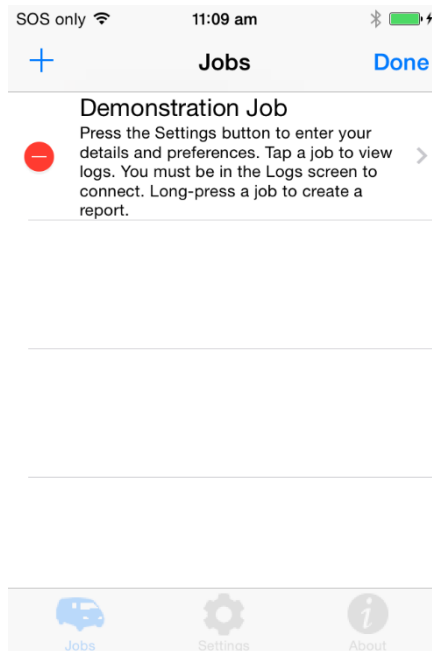 SOS only 11:09 am
+ Jobs Done
Demonstration Job
Press the Settings button to enter your
details and preferences. Tap a job to view
logs. You must be in the Logs screen to
connect. Long-press a job to create a
report.
Jobs Settings About